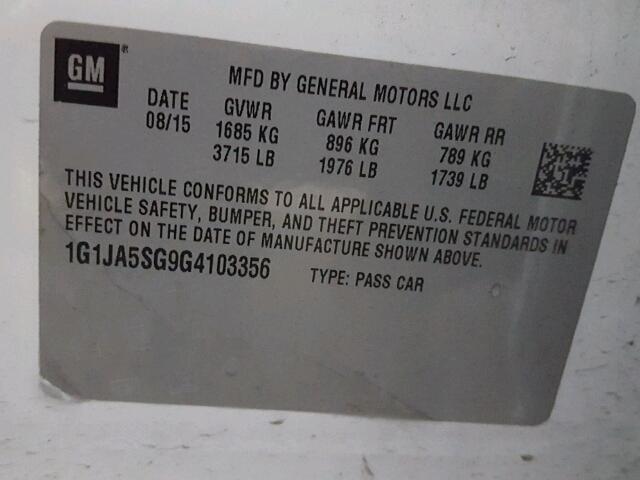 GM ®
MFD BY GENERAL MOTORS LLC
DATE GVWR GAWR FRT GAWR RR
08/15 1685 KG 896 KG 789 KG
3715 LB 1976 LB 1739 LB
THIS VEHICLE CONFORMS TO ALL APPLICABLE U.S. FEDERAL MOTOR
VEHICLE SAFETY, BUMPER, AND THEFT PREVENTION STANDARDS IN
EFFECT ON THE DATE OF MANUFACTURE SHOWN ABOVE.
1G1JA5SG9G4103356 TYPE: PASS CAR